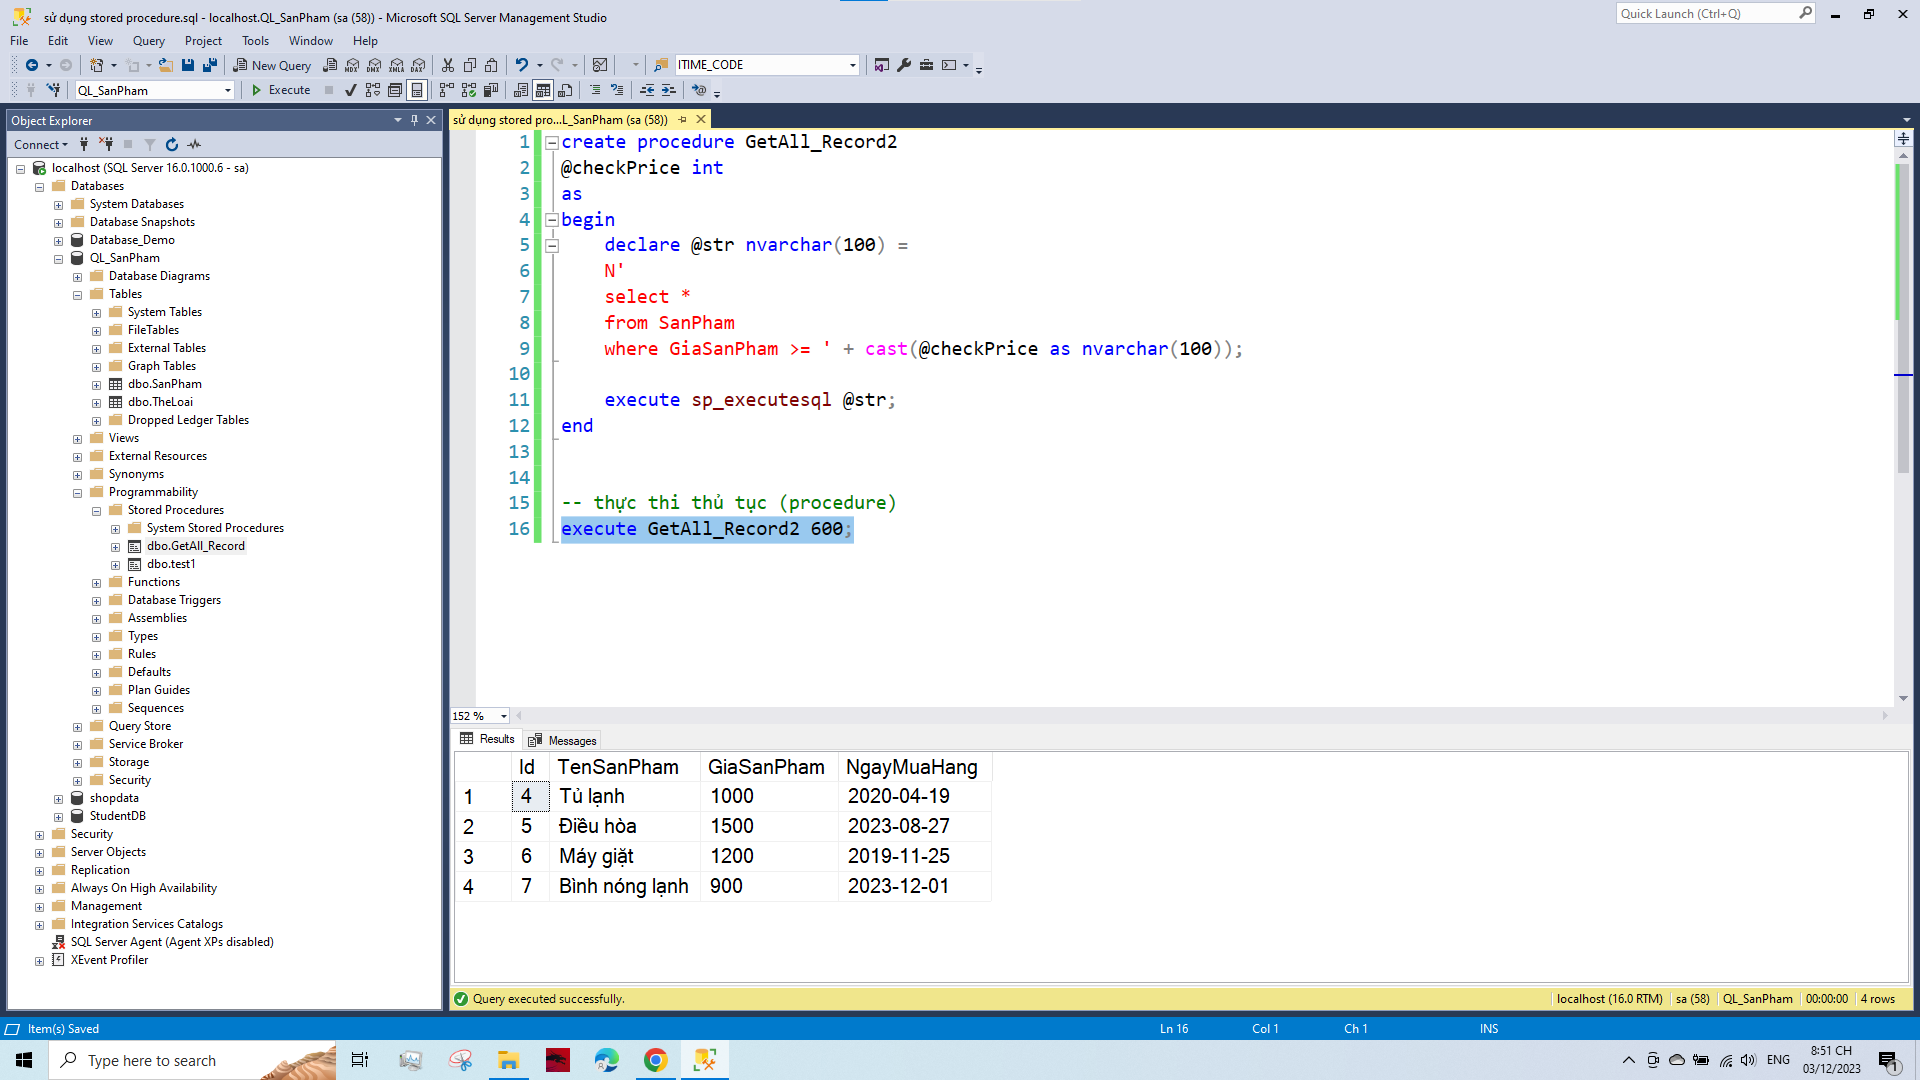 sử dụng stored procedure.sql - localhost.QL_SanPham (sa (58)) - Microsoft SQL Server Management Studio
Quick Launch (Ctrl+Q)
File Edit View Query Project Tools Window Help
New Query
MDX DMX XMLA DAX
ITIME_CODE
QL_SanPham
Execute
Object Explorer
Connect
localhost (SQL Server 16.0.1000.6 - sa)
Databases
System Databases
Database Snapshots
Database_Demo
QL_SanPham
Database Diagrams
Tables
System Tables
FileTables
External Tables
Graph Tables
dbo.SanPham
dbo.TheLoai
Dropped Ledger Tables
Views
External Resources
Synonyms
Programmability
Stored Procedures
System Stored Procedures
dbo.GetAll_Record
dbo.test1
Functions
Database Triggers
Assemblies
Types
Rules
Defaults
Plan Guides
Sequences
Query Store
Service Broker
Storage
Security
shopdata
StudentDB
Security
Server Objects
Replication
Always On High Availability
Management
Integration Services Catalogs
SQL Server Agent (Agent XPs disabled)
XEvent Profiler
sử dụng stored pro...L_SanPham (sa (58))
1 create procedure GetAll_Record2
2 @checkPrice int
3 as
4 begin
5 declare @str nvarchar(100) =
6 N'
7 select *
8 from SanPham
9 where GiaSanPham >= ' + cast(@checkPrice as nvarchar(100));
10
11 execute sp_executesql @str;
12 end
13
14
15 -- thực thi thủ tục (procedure)
16 execute GetAll_Record2 600;
152 %
Results Messages
Id TenSanPham GiaSanPham NgayMuaHang
1 4 Tủ lạnh 1000 2020-04-19
2 5 Điều hòa 1500 2023-08-27
3 6 Máy giặt 1200 2019-11-25
4 7 Bình nóng lạnh 900 2023-12-01
Query executed successfully.
localhost (16.0 RTM) sa (58) QL_SanPham 00:00:00 4 rows
Item(s) Saved
Ln 16 Col 1 Ch 1 INS
Type here to search
ENG
8:51 CH
03/12/2023
1